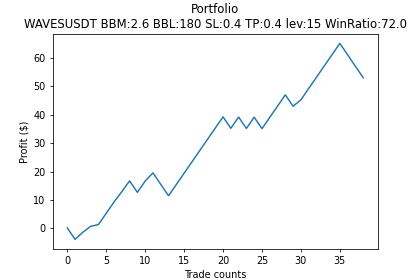 Portfolio
WAVESUSDT BBM:2.6 BBL:180 SL:0.4 TP:0.4 lev:15 WinRatio:72.0
Profit ($)
60
50
40
30
20
10
0
0 5 10 15 20 25 30 35
Trade counts